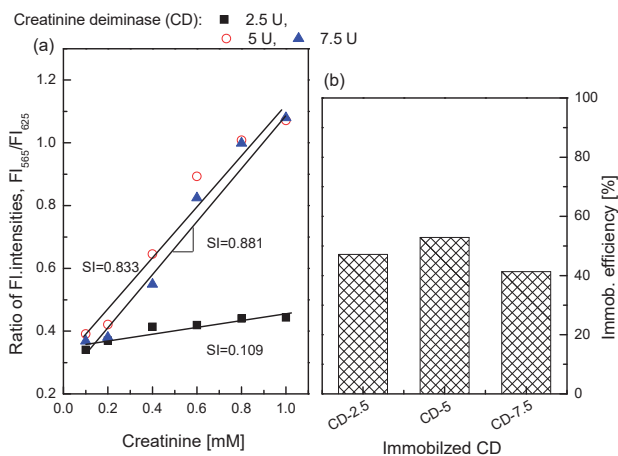 Creatinine deiminase (CD): 2.5 U,
5 U, 7.5 U
(a)
Ratio of Fl.intensities, FI565/FI625
1.2
1.0
0.8
0.6
0.4
0.2
SI=0.833
SI=0.881
SI=0.109
0.0 0.2 0.4 0.6 0.8 1.0
Creatinine [mM]
(b)
100
80
60
40
20
0
Immob. efficiency [%]
CD-2.5 CD-5 CD-7.5
Immobilzed CD